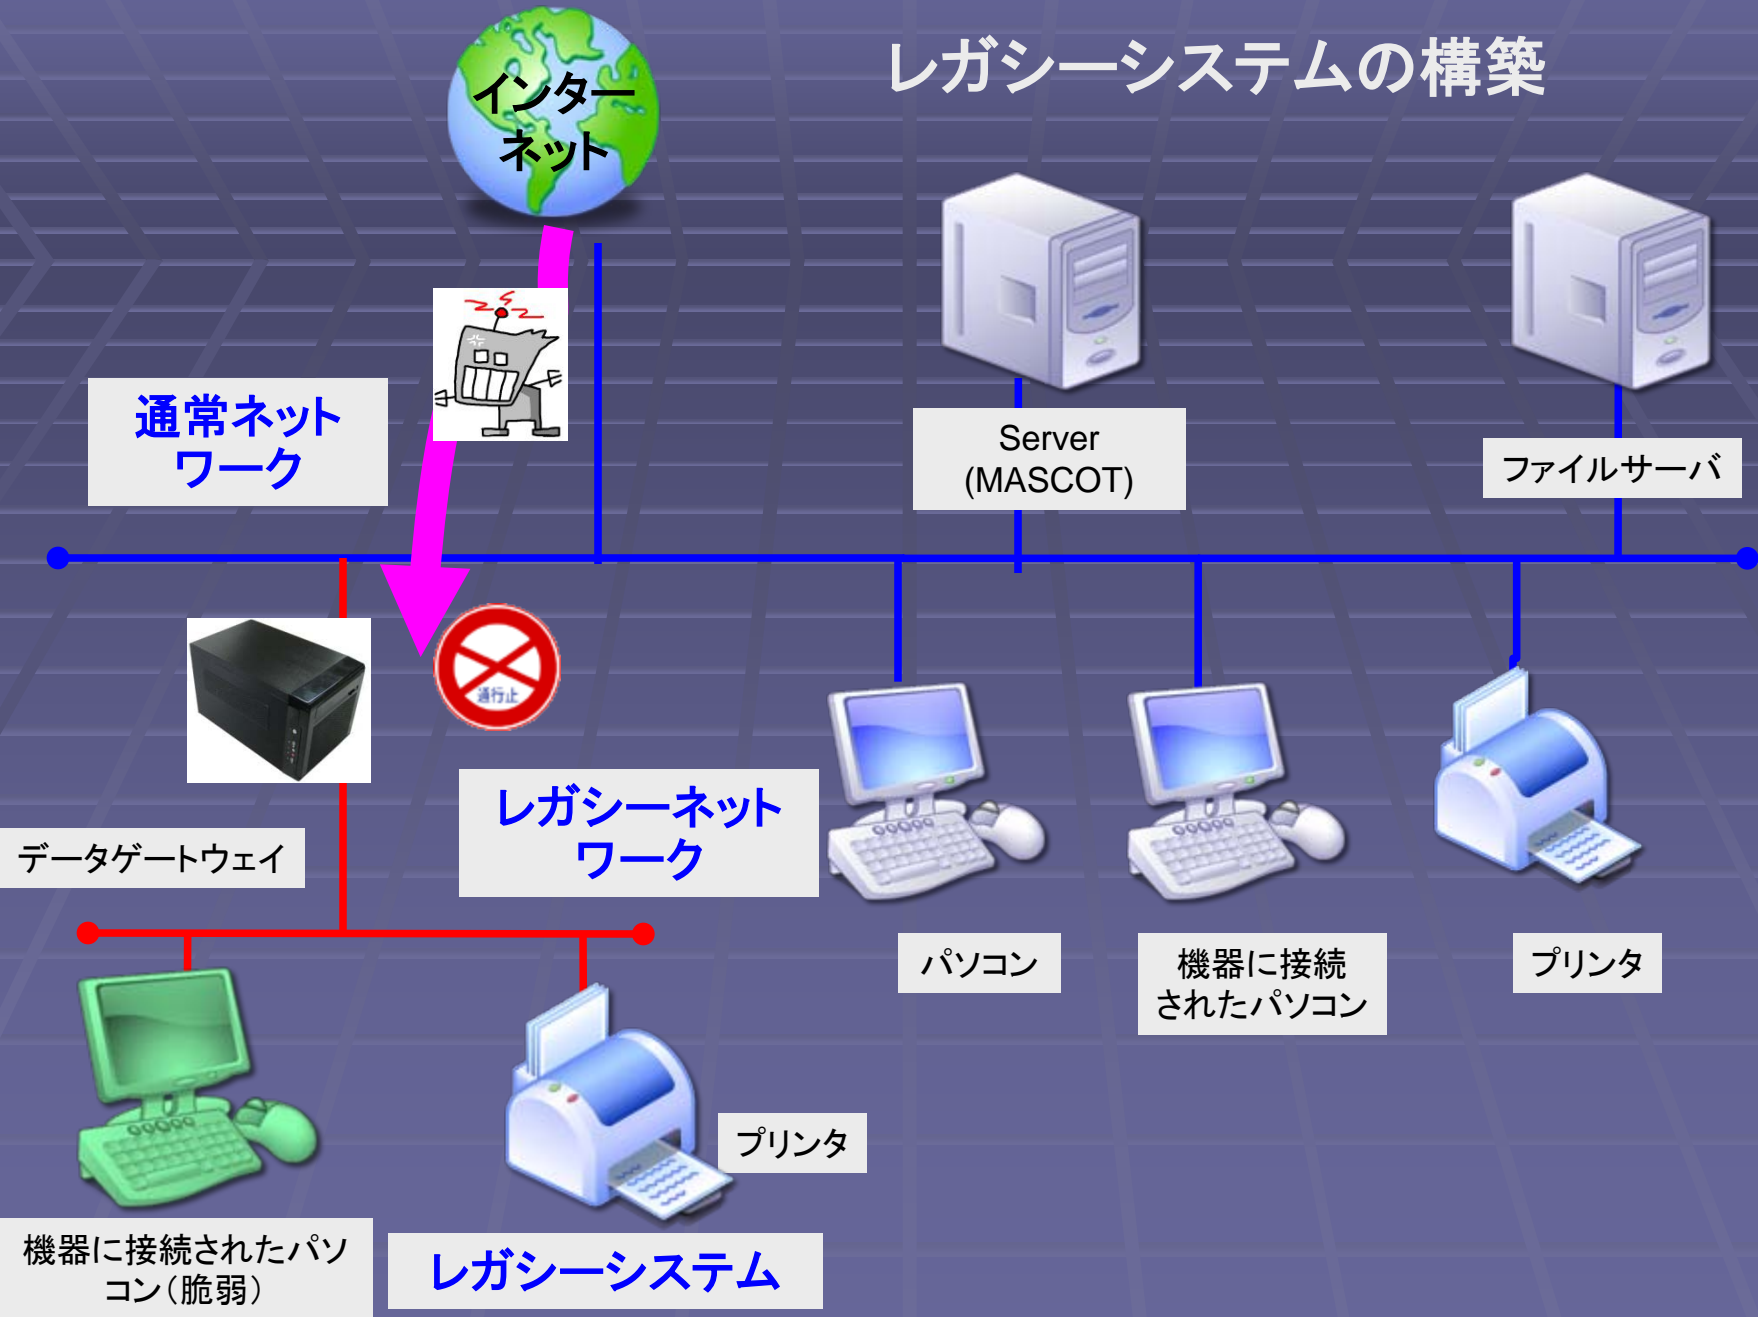 レガシーシステムの構築
インター
ネット
通常ネット
ワーク
Server
(MASCOT)
ファイルサーバ
通行止
レガシーネット
ワーク
データゲートウェイ
パソコン
機器に接続
されたパソコン
プリンタ
プリンタ
機器に接続されたパソ
コン（脆弱）
レガシーシステム